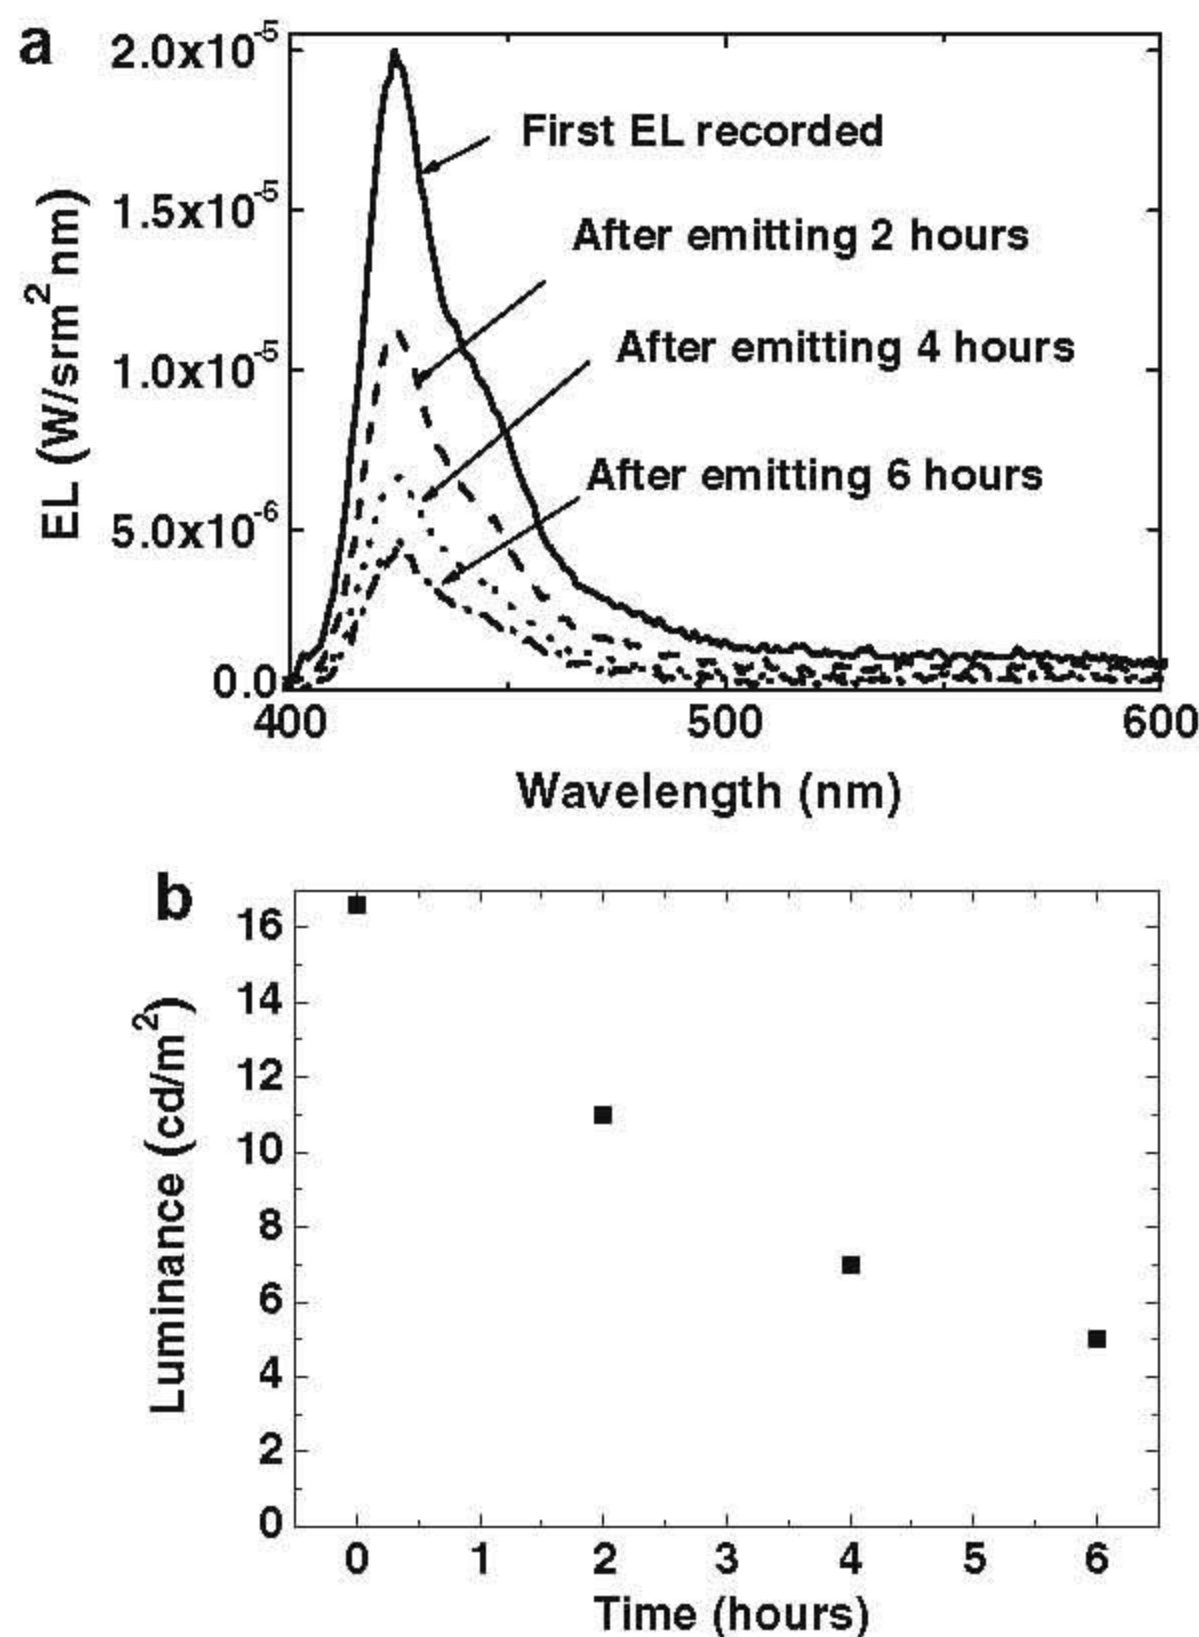 a
2.0x10⁻⁵
First EL recorded
1.5x10⁻⁵
After emitting 2 hours
EL (W/srm² nm)
1.0x10⁻⁵
After emitting 4 hours
After emitting 6 hours
5.0x10⁻⁶
0.0
400 500 600
Wavelength (nm)
b
16
14
12
10
8
6
4
2
0
Luminance (cd/m²)
0 1 2 3 4 5 6
Time (hours)